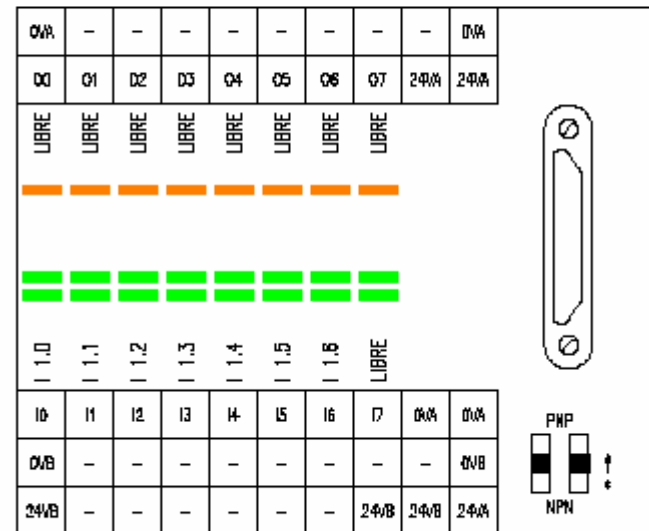 0VA - - - - - - - - 0VA
O0 O1 O2 O3 O4 O5 O6 O7 24VA 24VA
LIBRE LIBRE LIBRE LIBRE LIBRE LIBRE LIBRE LIBRE
I 1.0 I 1.1 I 1.2 I 1.3 I 1.4 I 1.5 I 1.6 LIBRE
I0 I1 I2 I3 I4 I5 I6 I7 0VA 0VA
0VB - - - - - - - - 0VB
24VB - - - - - - 24VB 24VB 24VA
PNP
NPN